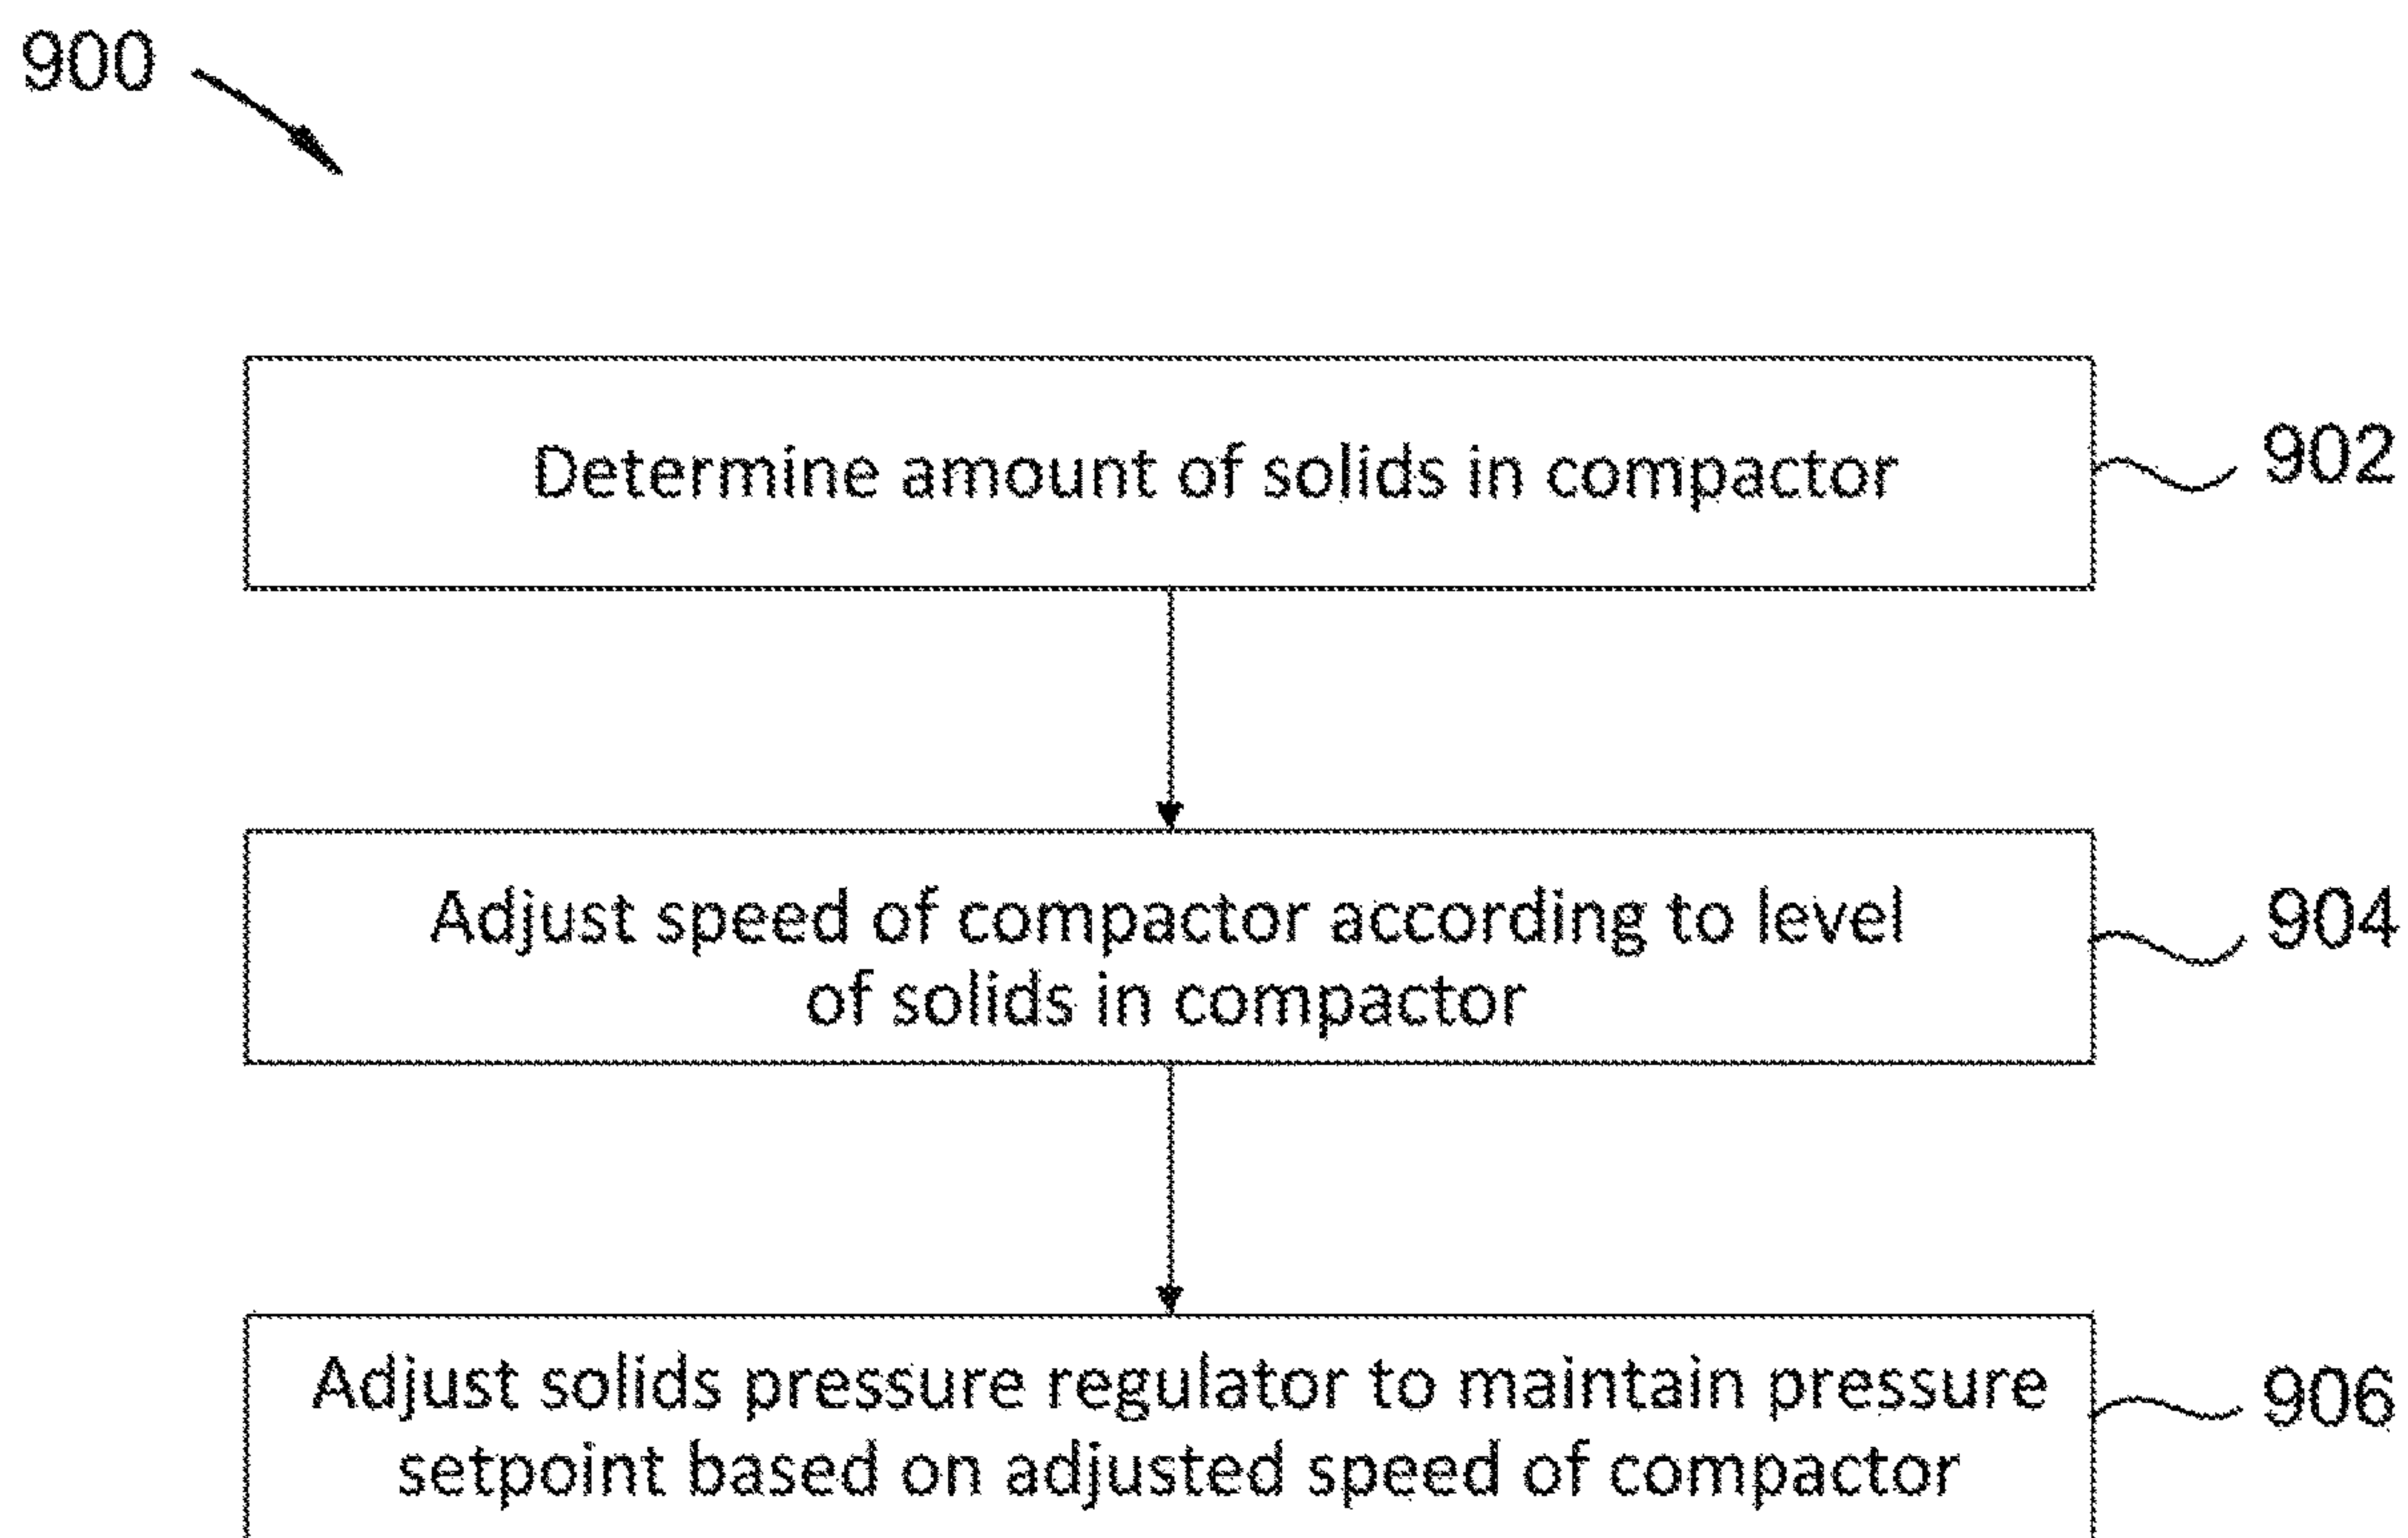 900
Determine amount of solids in compactor
902
Adjust speed of compactor according to level
of solids in compactor
904
Adjust solids pressure regulator to maintain pressure
setpoint based on adjusted speed of compactor
906